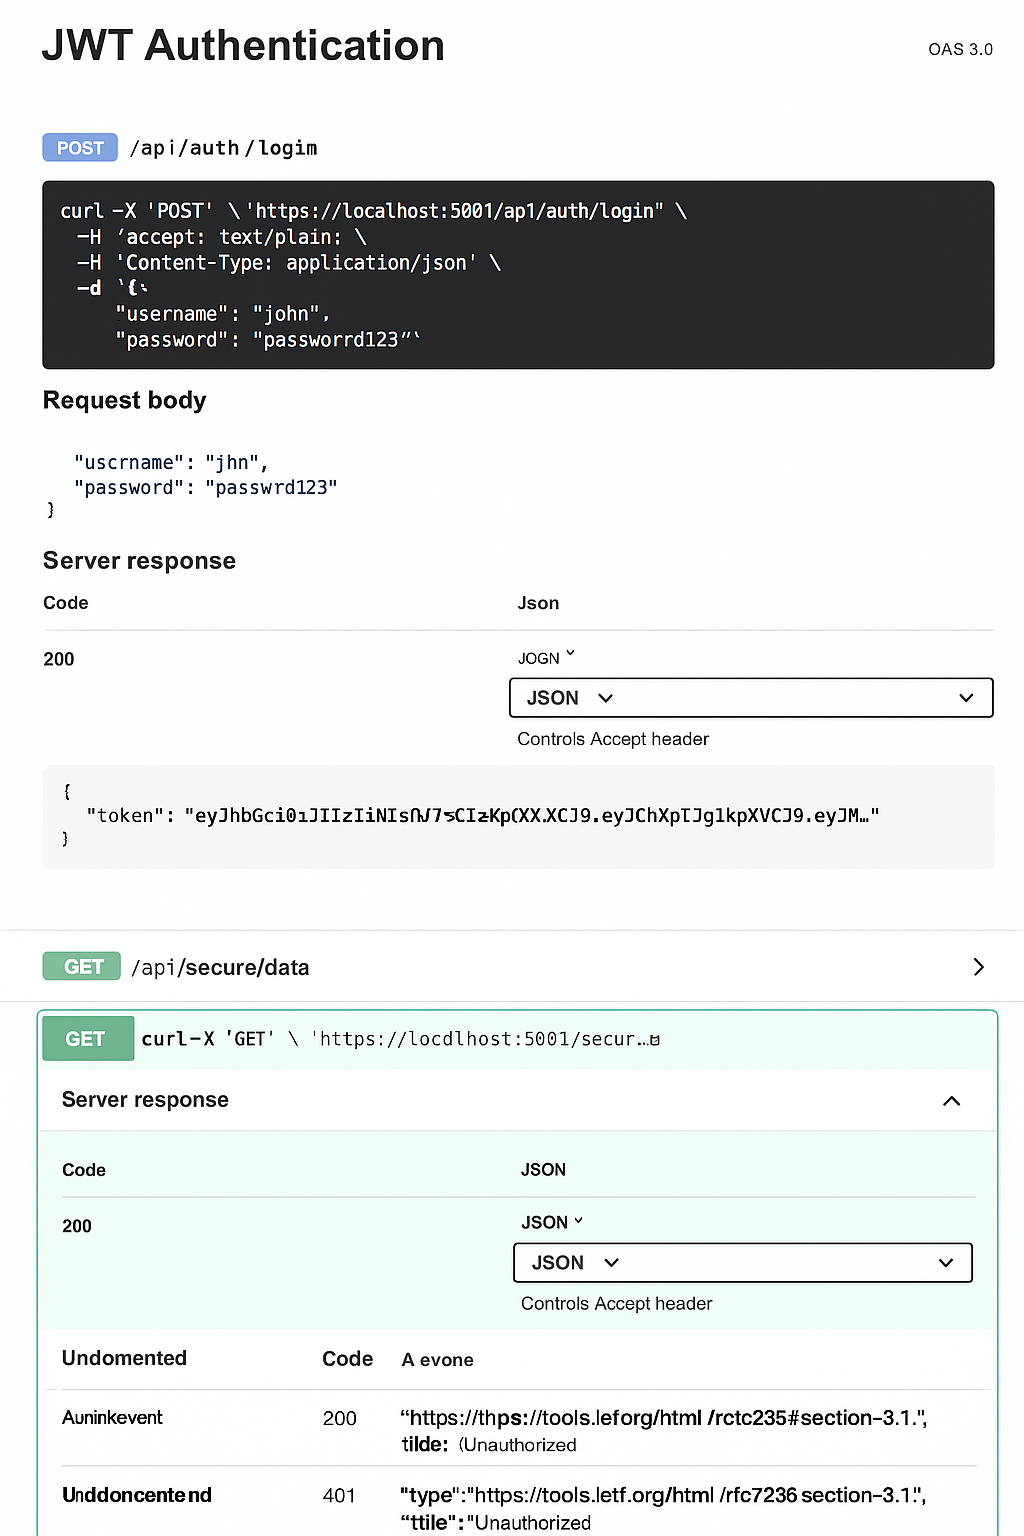 JWT Authentication
OAS 3.0
POST /api/auth/logim
curl -X 'POST' \ 'https://localhost:5001/ap1/auth/login" \
-H ‘accept: text/plain: \
-H 'Content-Type: application/json' \
-d `{
"username": "john",
"password": "passworrd123”‵
Request body
"uscrname": "jhn",
"password": "passwrd123"
}
Server response
Code Json
200 JOGN
JSON
Controls Accept header
{
"token":
}
GET /api/secure/data
GET curl-X 'GET' \ 'https://locdlhost:5001/secur…
Server response
Code JSON
200 JSON
JSON
Controls Accept header
Undomented Code A evone
Auninkevent 200 “https://thps://tools.leforg/html /rctc235#section–3.1.",
tilde: (Unauthorized
Unddoncente nd 401 "type":"https://tools.letf.org/html /rfc7236 section–3.1.",
“ttile": "Unauthorized